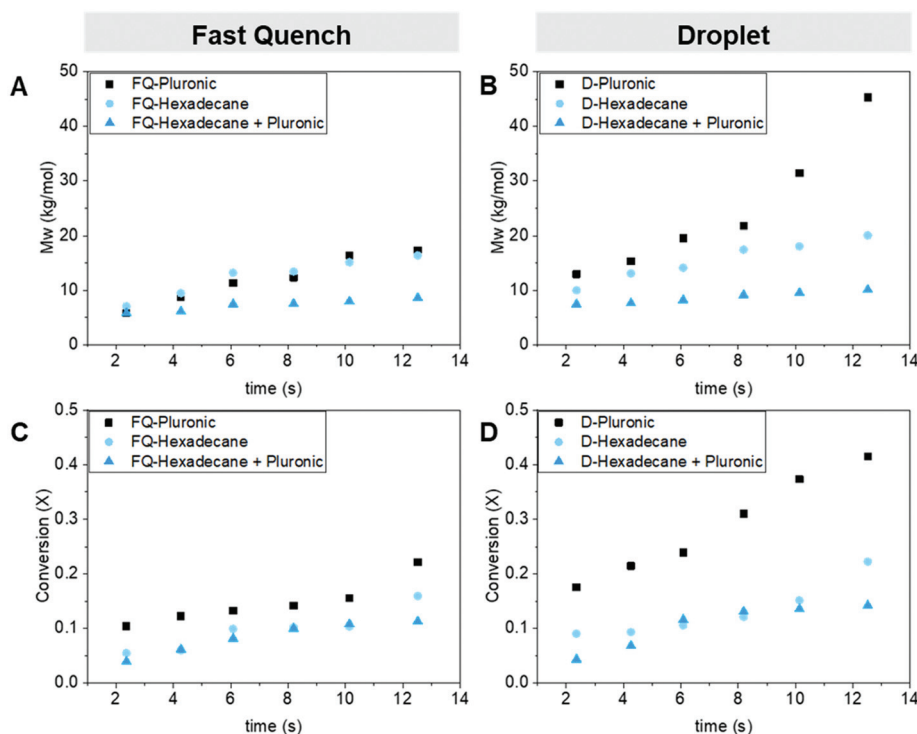 Fast Quench
Droplet
A
50
40
30
20
10
0
Mw (kg/mol)
FQ-Pluronic
FQ-Hexadecane
FQ-Hexadecane + Pluronic
2 4 6 8 10 12 14
time (s)
B
50
40
30
20
10
0
Mw (kg/mol)
D-Pluronic
D-Hexadecane
D-Hexadecane + Pluronic
2 4 6 8 10 12 14
time (s)
C
0.5
0.4
0.3
0.2
0.1
0.0
Conversion (X)
FQ-Pluronic
FQ-Hexadecane
FQ-Hexadecane + Pluronic
2 4 6 8 10 12 14
time (s)
D
0.5
0.4
0.3
0.2
0.1
0.0
Conversion (X)
D-Pluronic
D-Hexadecane
D-Hexadecane + Pluronic
2 4 6 8 10 12 14
time (s)